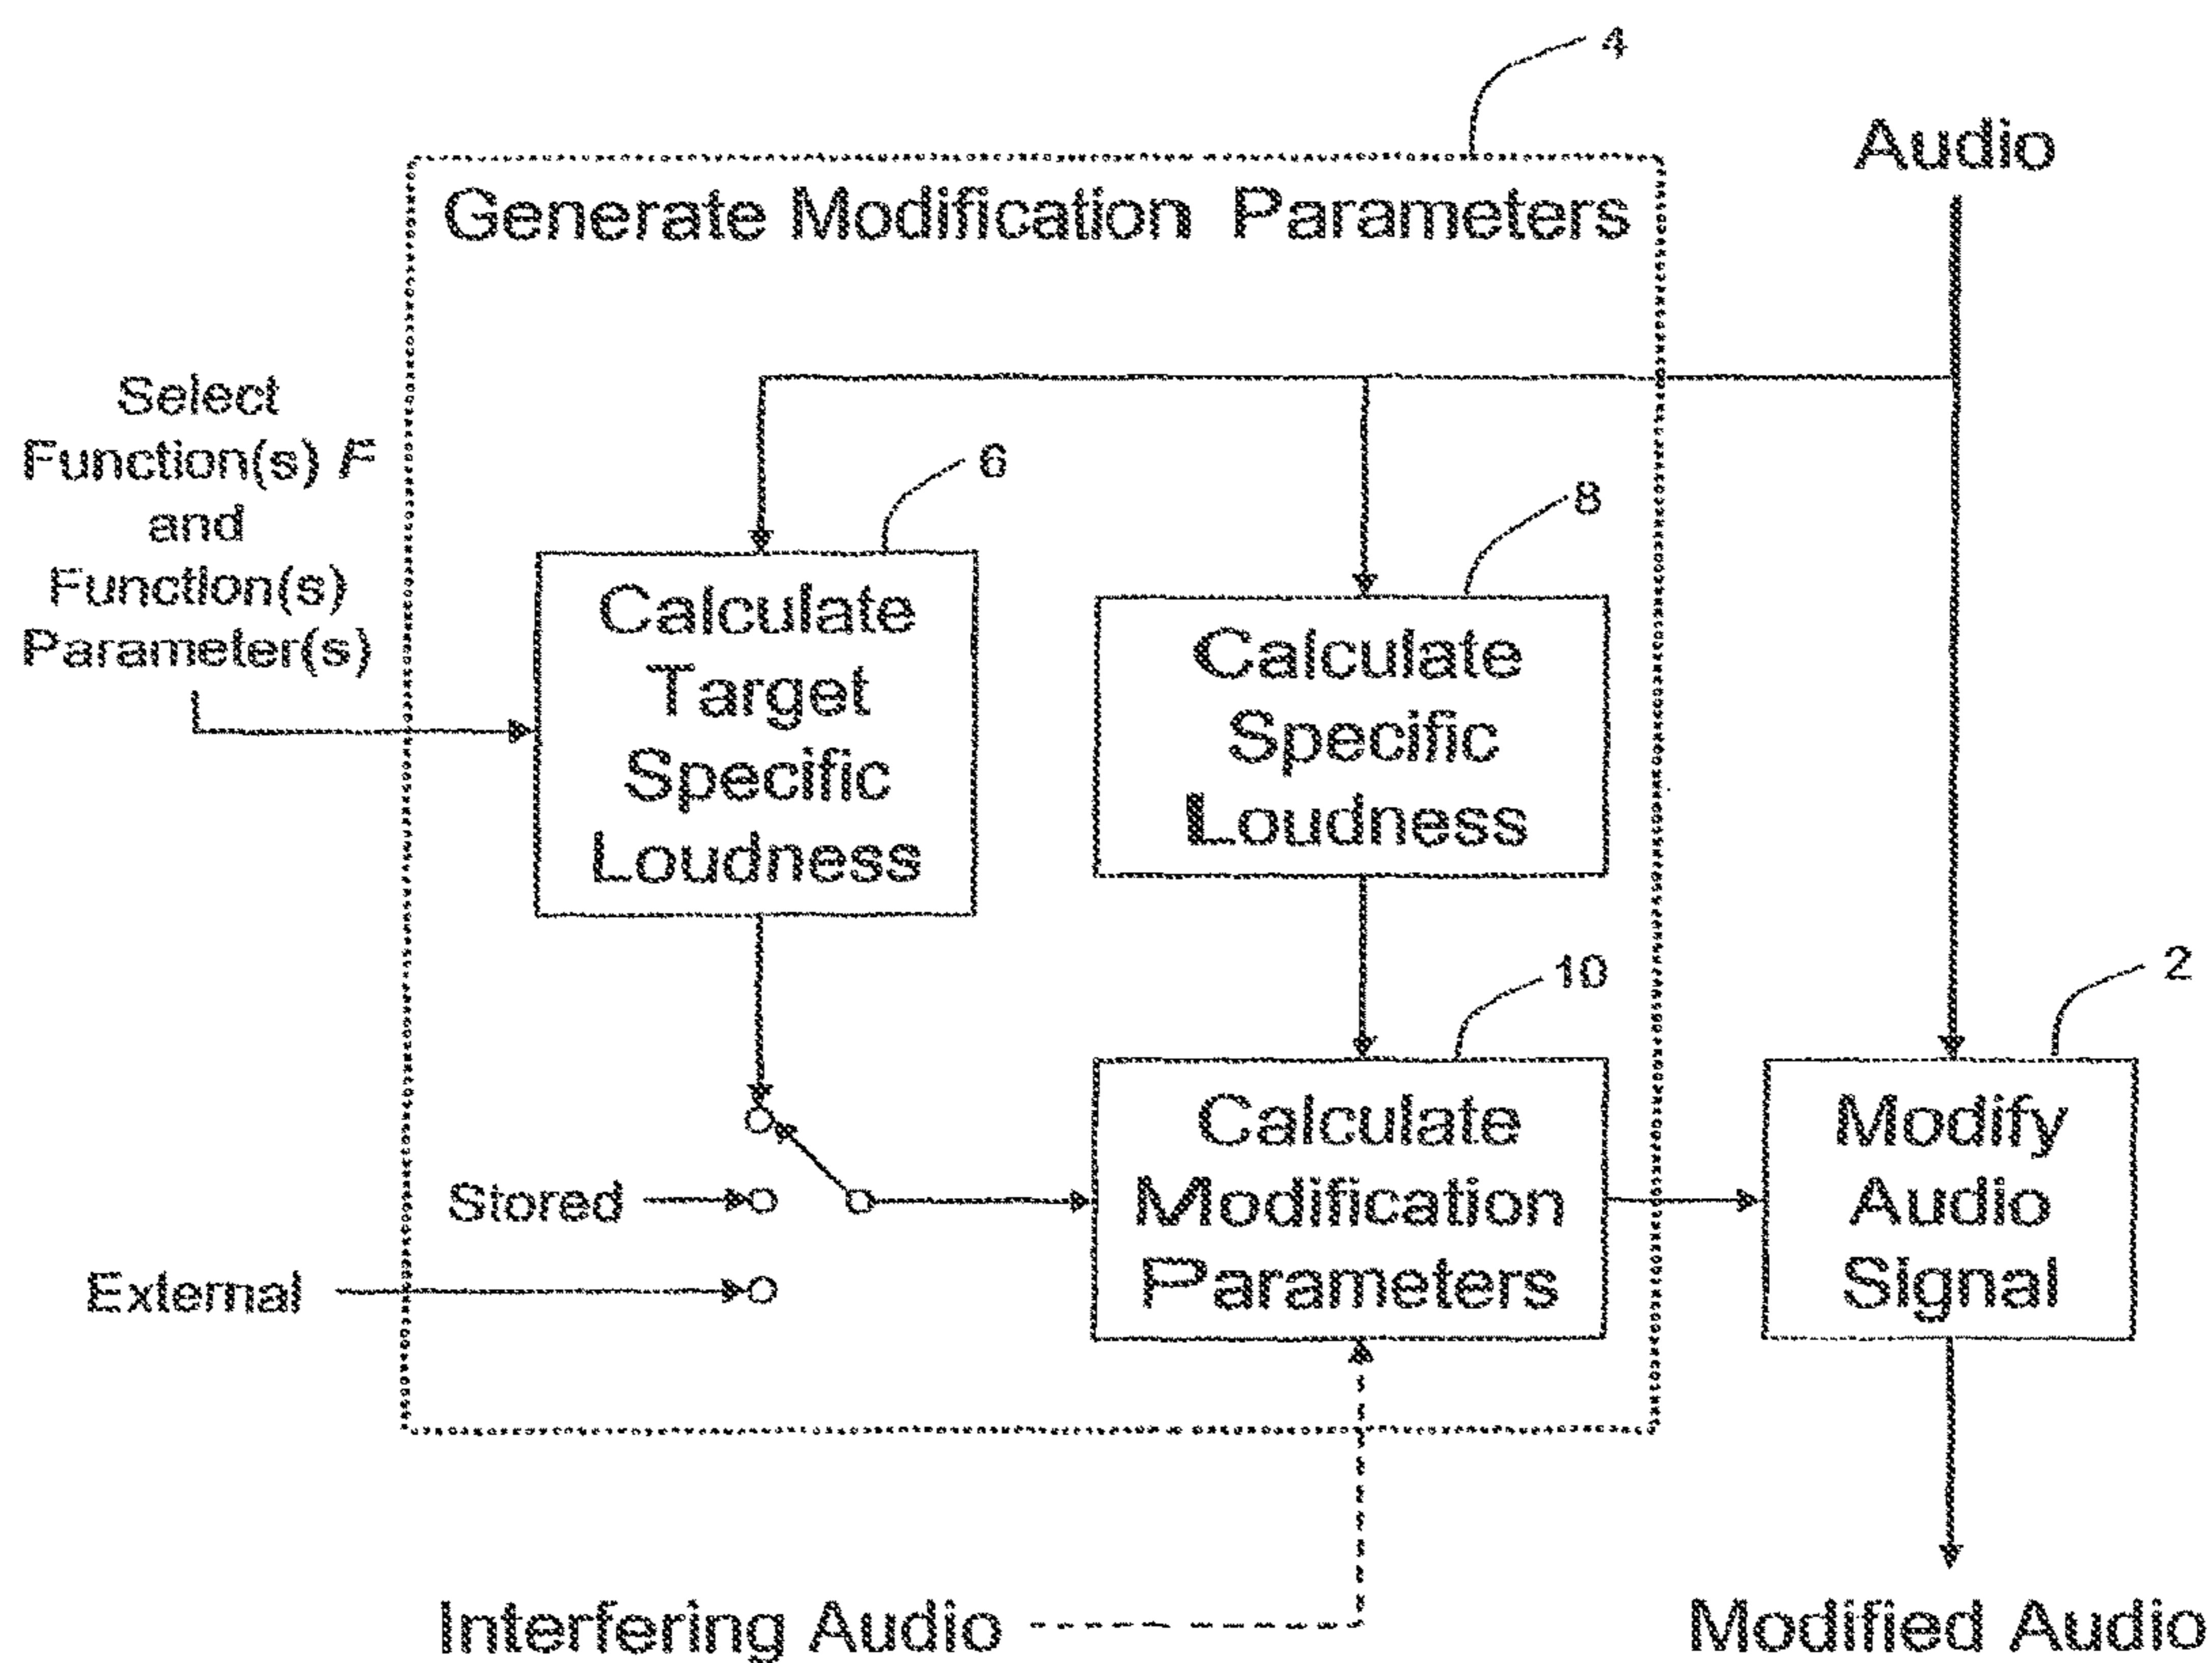 4
Audio
Generate Modification Parameters
Select
Function(s) F
and
Function(s)
Parameter(s)
6
8
Calculate
Target
Specific
Loudness
Calculate
Specific
Loudness
10
2
Calculate
Modification
Parameters
Modify
Audio
Signal
Stored
External
Interfering Audio
Modified Audio